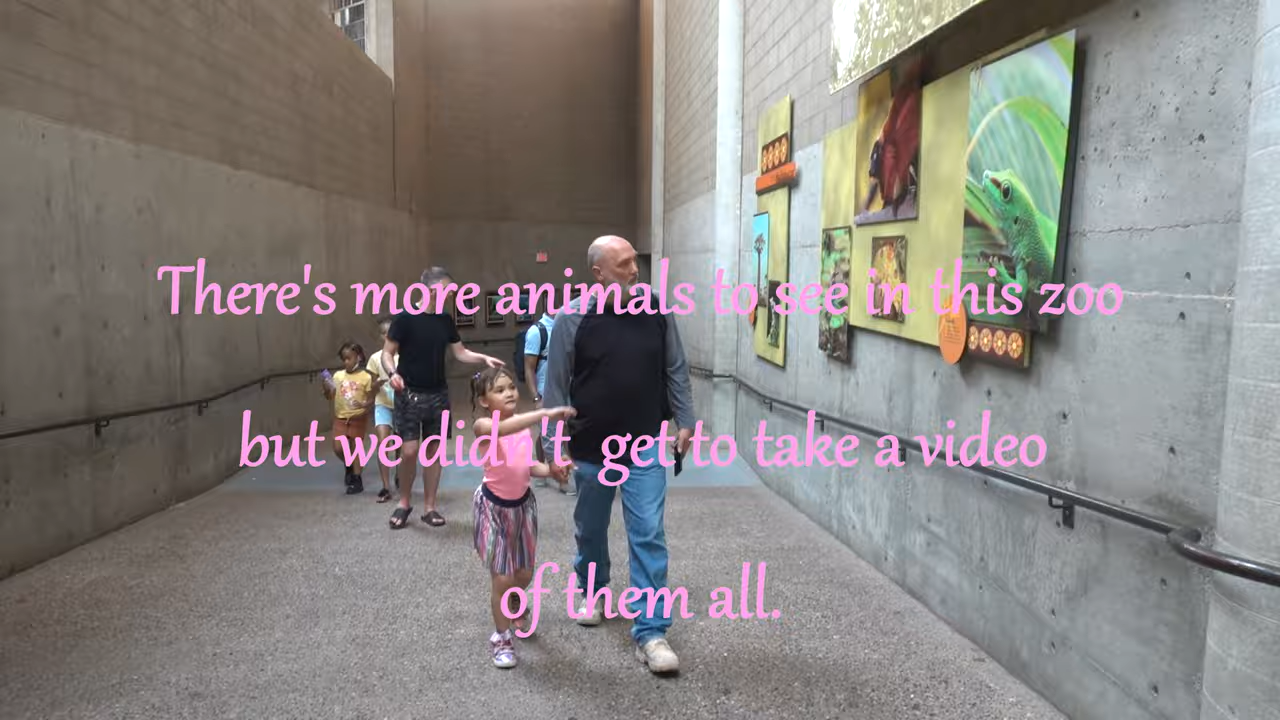 There's more animals to see in this zoo
but we didn't get to take a video
of them all.